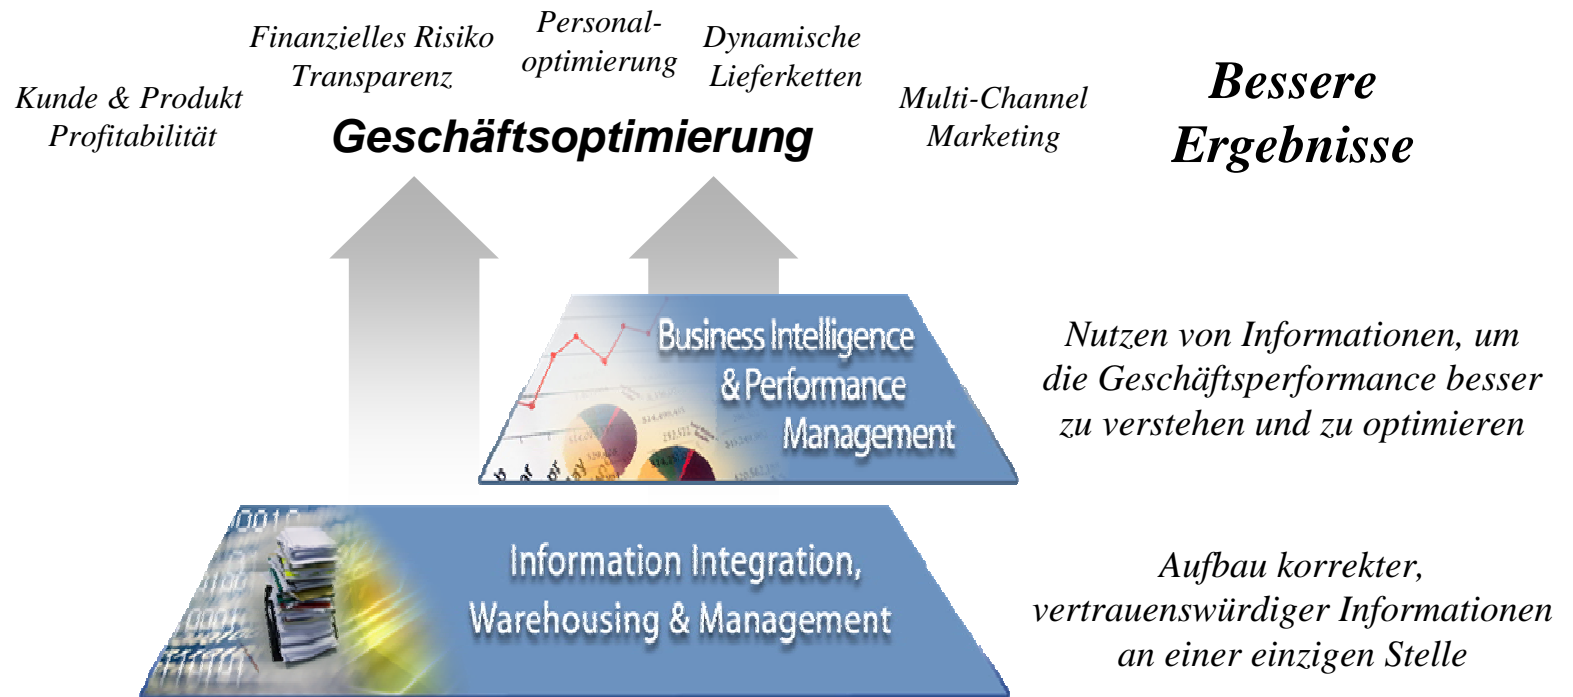 Kunde & Produkt
Profitabilität
Finanzielles Risiko
Transparenz
Personal-
optimierung
Dynamische
Lieferketten
Multi-Channel
Marketing
Geschäftsoptimierung
Bessere
Ergebnisse
Business Intelligence
& Performance
Management
Nutzen von Informationen, um
die Geschäftsperformance besser
zu verstehen und zu optimieren
Information Integration,
Warehousing & Management
Aufbau korrekter,
vertrauenswürdiger Informationen
an einer einzigen Stelle